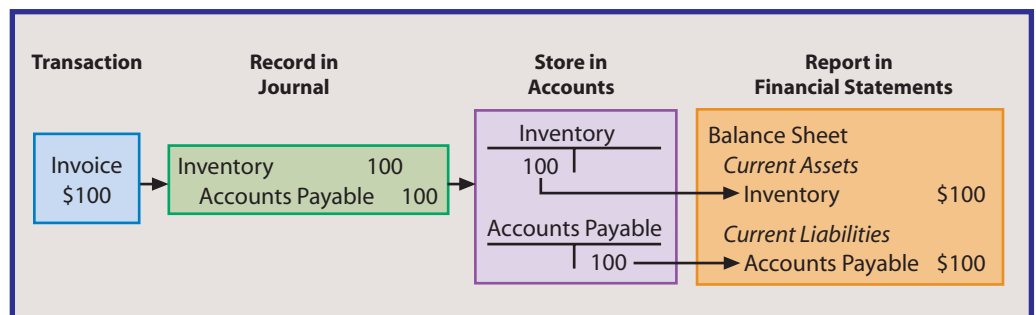 Transaction
Record in
Journal
Store in
Accounts
Report in
Financial Statements
Invoice
$100
Inventory 100
Accounts Payable 100
Inventory
100
Accounts Payable
100
Balance Sheet
Current Assets
Inventory $100
Current Liabilities
Accounts Payable $100